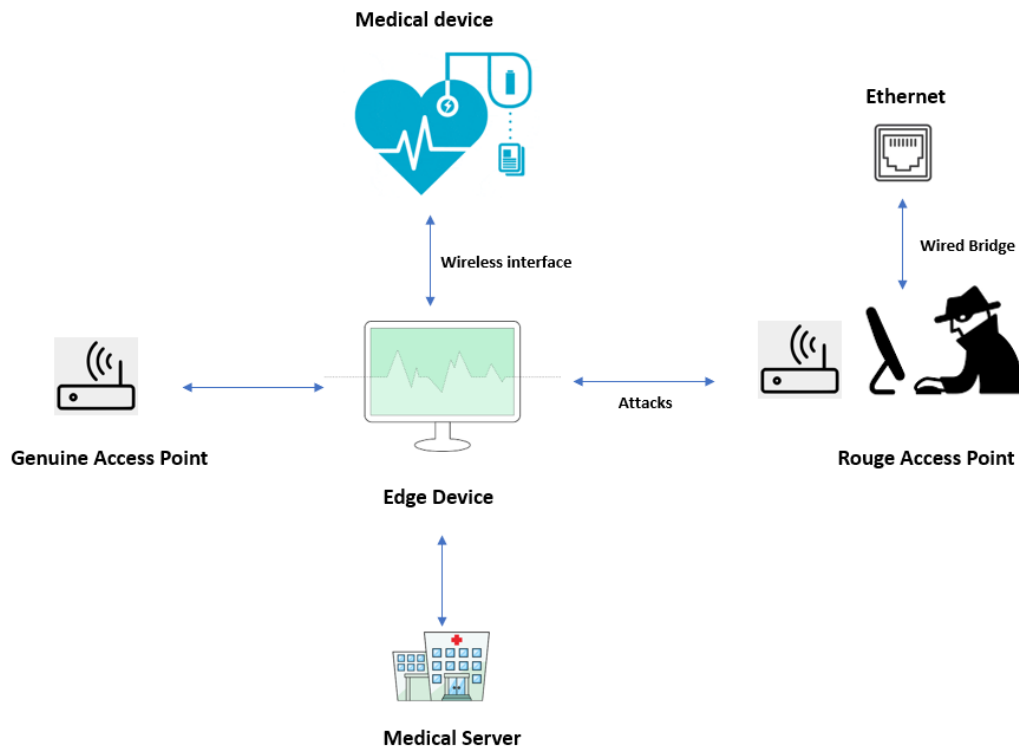 Medical device
Ethernet
Wired Bridge
Wireless interface
Attacks
Genuine Access Point
Rouge Access Point
Edge Device
Medical Server